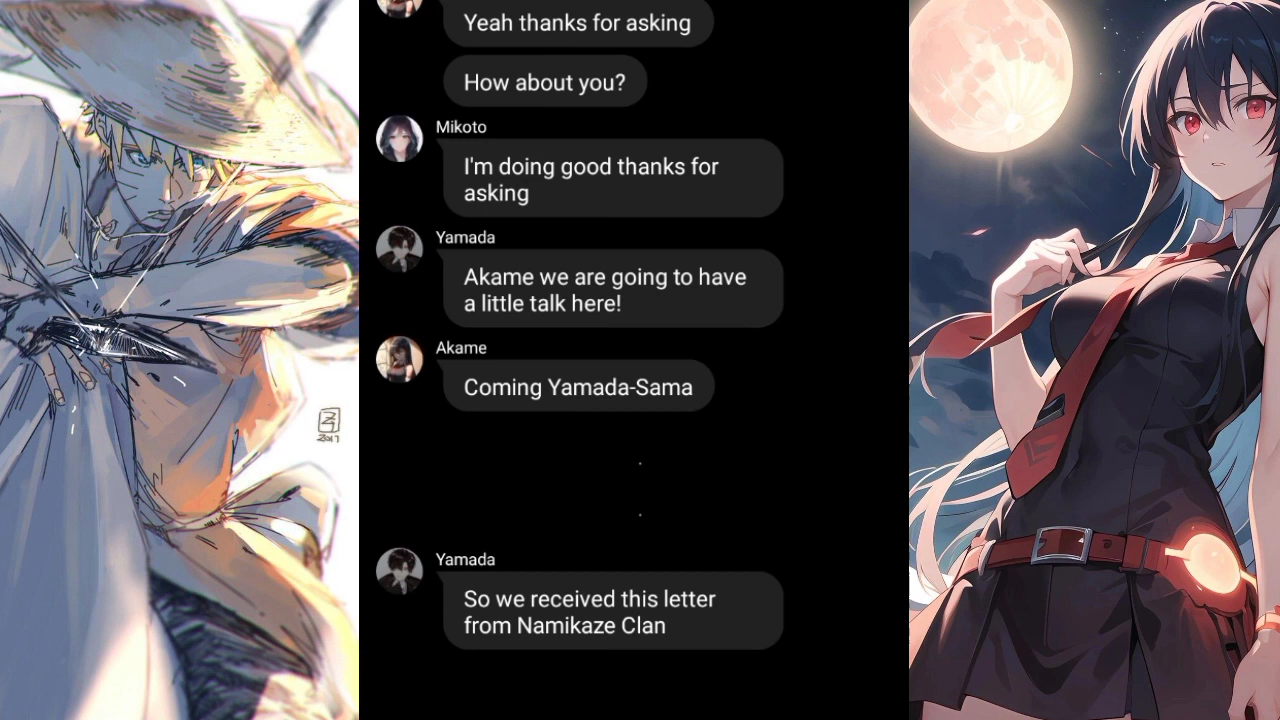 Yeah thanks for asking
How about you?
Mikoto
I'm doing good thanks for
asking
Yamada
Akame we are going to have
a little talk here!
Akame
Coming Yamada-Sama
.
.
Yamada
So we received this letter
from Namikaze Clan
2017